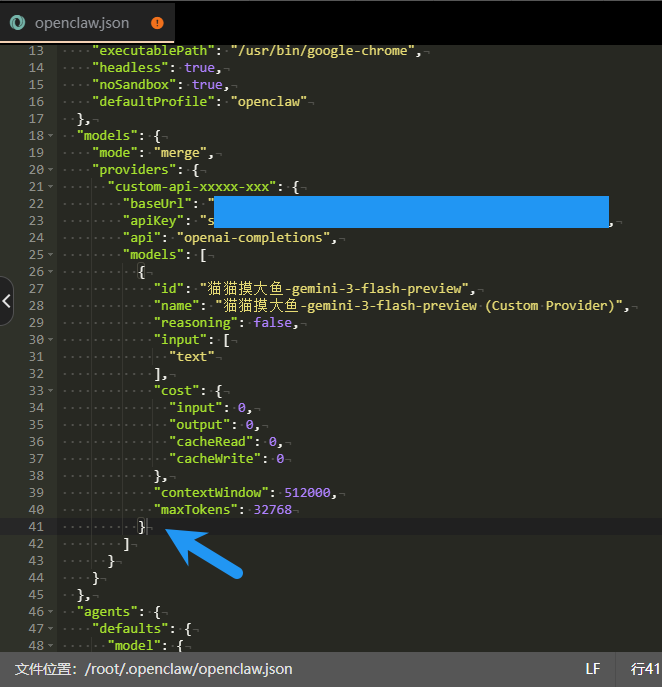 openclaw.json
13 "executablePath": "/usr/bin/google-chrome",
14 "headless": true,
15 "noSandbox": true,
16 "defaultProfile": "openclaw"
17 },
18 "models": {
19 "mode": "merge",
20 "providers": {
21 "custom-api-xxxxx-xxx": {
22 "baseUrl": "
23 "apiKey": "s ,
24 "api": "openai-completions",
25 "models": [
26 {
27 "id": "猫猫摸大鱼-gemini-3-flash-preview",
28 "name": "猫猫摸大鱼-gemini-3-flash-preview (Custom Provider)",
29 "reasoning": false,
30 "input": [
31 "text"
32 ],
33 "cost": {
34 "input": 0,
35 "output": 0,
36 "cacheRead": 0,
37 "cacheWrite": 0
38 },
39 "contextWindow": 512000,
40 "maxTokens": 32768
41 }
42 ]
43 }
44 }
45 },
46 "agents": {
47 "defaults": {
48 "model": {
文件位置: /root/.openclaw/openclaw.json LF 行41